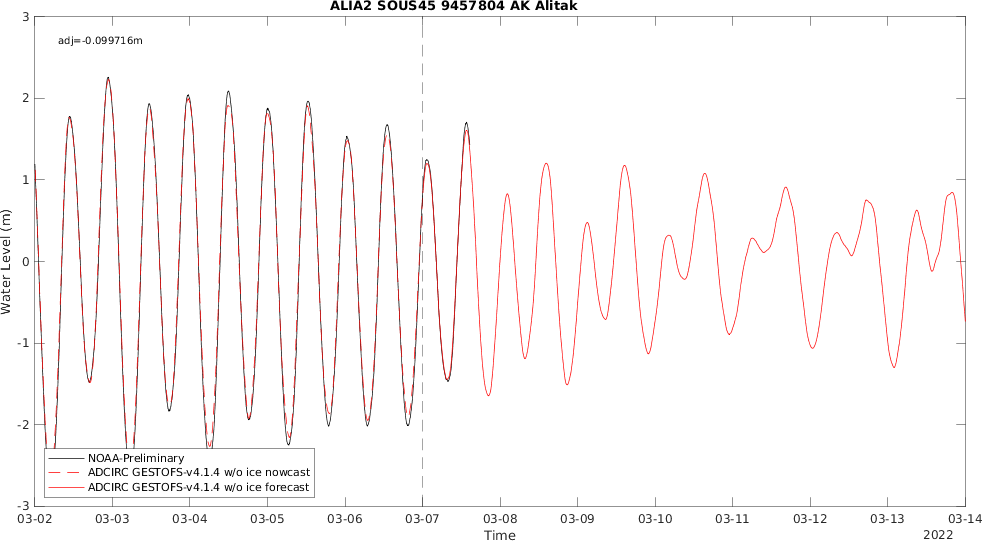 ALIA2 SOUS45 9457804 AK Alitak
adj=-0.099716m
3
2
1
0
-1
-2
-3
Water Level (m)
NOAA-Preliminary
ADCIRC GESTOFS-v4.1.4 w/o ice nowcast
ADCIRC GESTOFS-v4.1.4 w/o ice forecast
03-02 03-03 03-04 03-05 03-06 03-07 03-08 03-09 03-10 03-11 03-12 03-13 03-14
Time
2022